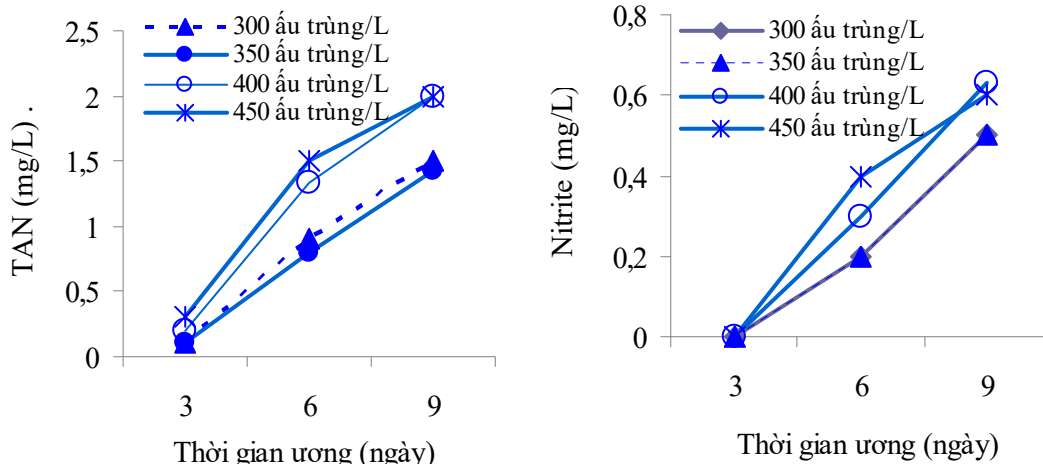 TAN (mg/L) .
2,5
2
1,5
1
0,5
0
300 ấu trùng/L
350 ấu trùng/L
400 ấu trùng/L
450 ấu trùng/L
3 6 9
Thời gian ương (ngày)
Nitrite (mg/L)
0,8
0,6
0,4
0,2
0
300 ấu trùng/L
350 ấu trùng/L
400 ấu trùng/L
450 ấu trùng/L
3 6 9
Thời gian ương (ngày)